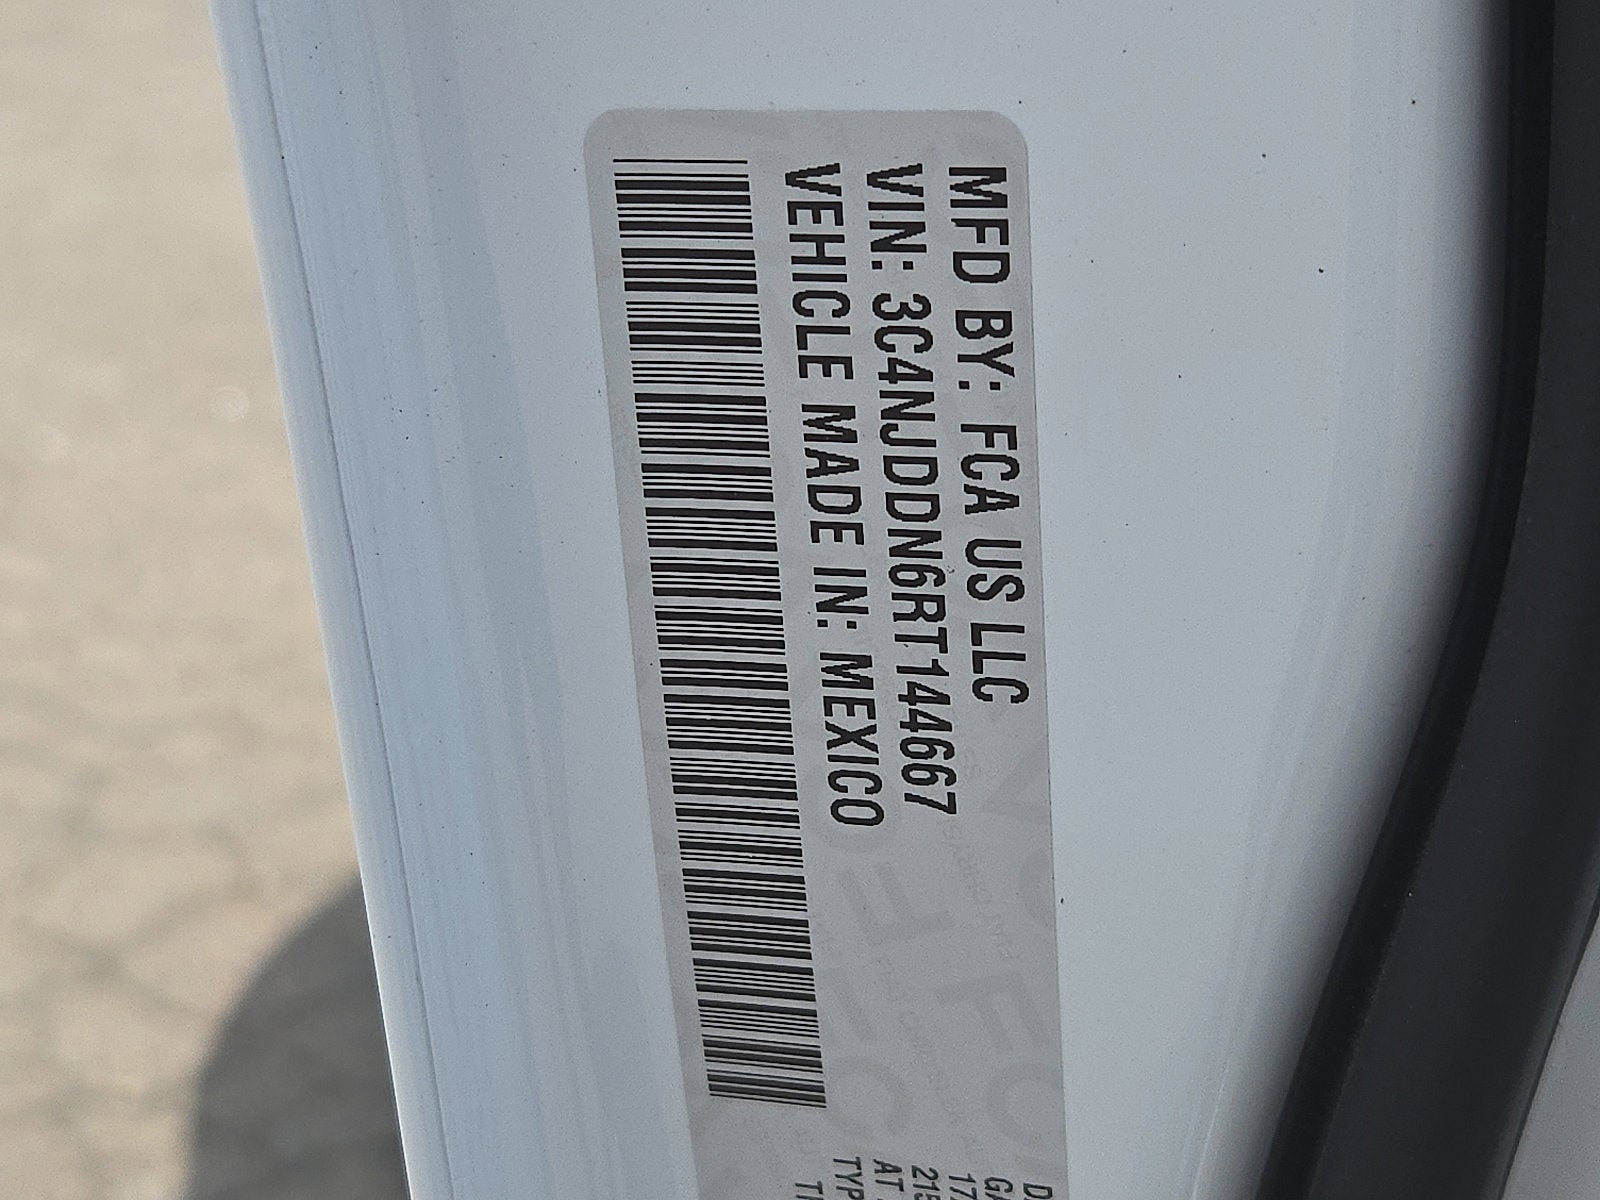 MFD BY: FCA US LLC
VIN: 3C4NJDDN6RT144667
VEHICLE MADE IN: MEXICO